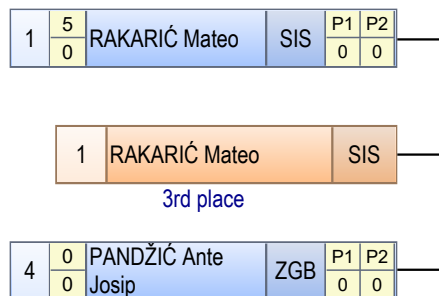 1 5 0 RAKARIĆ Mateo SIS P1 P2 0 0
1 RAKARIĆ Mateo SIS
3rd place
4 0 0 PANDŽIĆ Ante ZGB P1 P2 0 0
Josip